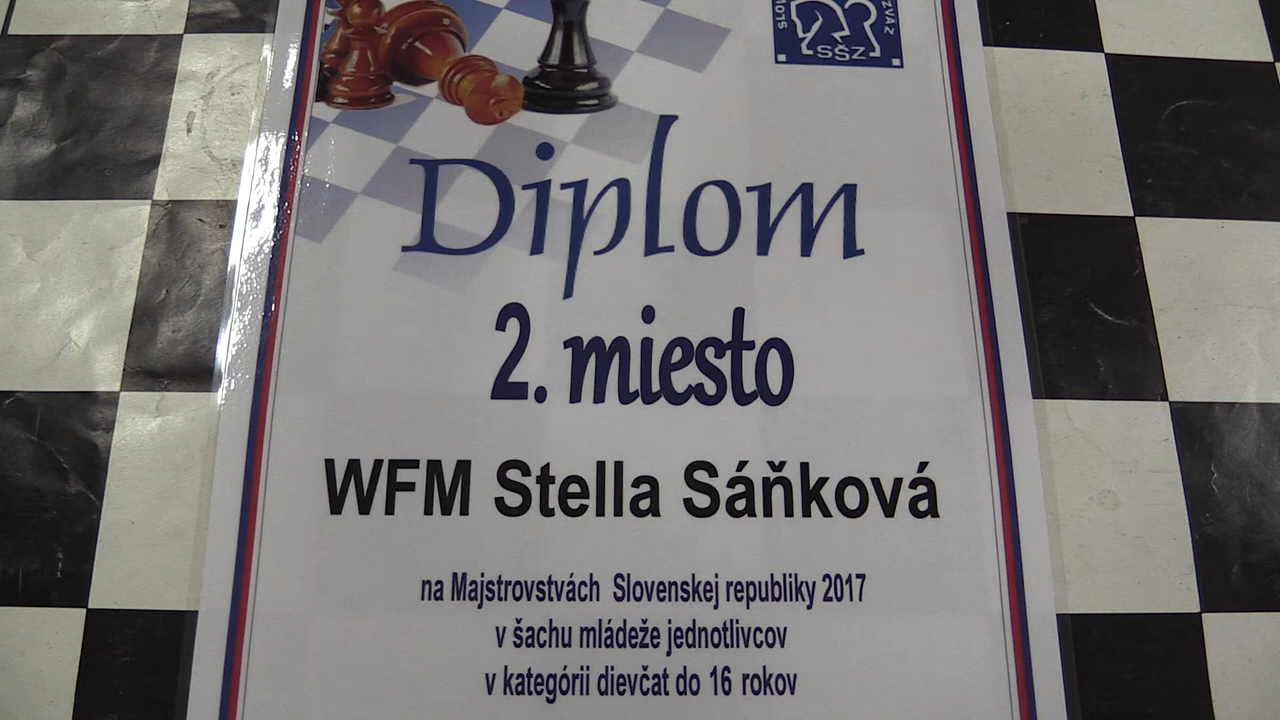 SŠZ
Diplom
2. miesto
WFM Stella Sáňková
na Majstrovstvách Slovenskej republiky 2017
v šachu mládeže jednotlivcov
v kategórii dievčat do 16 rokov